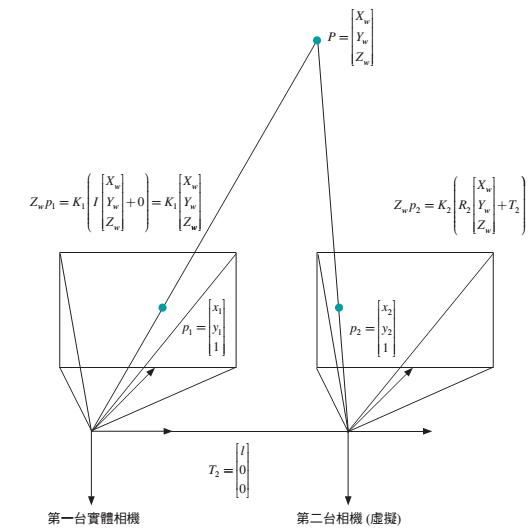 P = [X_w Y_w Z_w]
Z_w p_1 = K_1 ( I [X_w Y_w Z_w] + 0 ) = K_1 [X_w Y_w Z_w]
Z_w p_2 = K_2 ( R_2 [X_w Y_w Z_w] + T_2 )
p_1 = [x_1 y_1 1]
p_2 = [x_2 y_2 1]
T_2 = [l 0 0]
第一台實體相機
第二台相機 (虛擬)